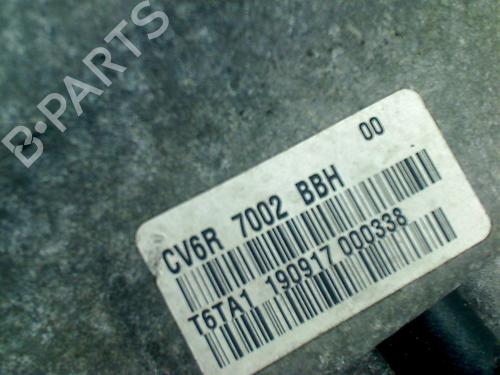 B-PARTS
00
CV6R 7002 BBH
T6TA1 190917 000338